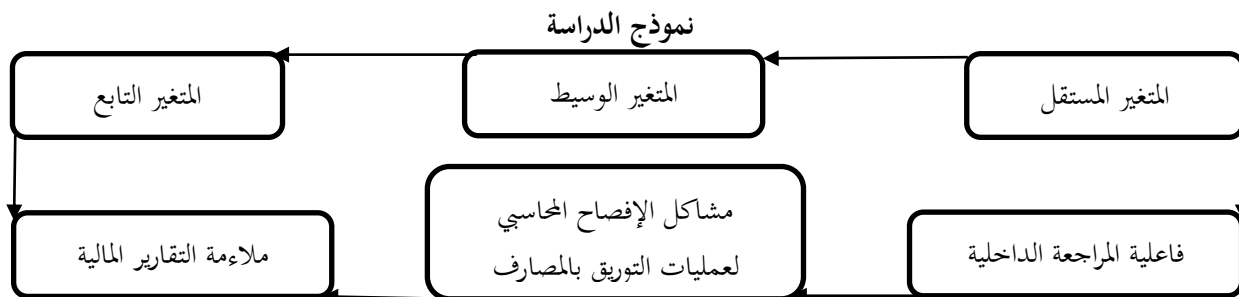 نموذج الدراسة
المتغير المستقل
المتغير الوسيط
المتغير التابع
فاعلية المراجعة الداخلية
مشاكل الإفصاح المحاسبي
لعمليات التوريق بالمصارف
ملاءمة التقارير المالية